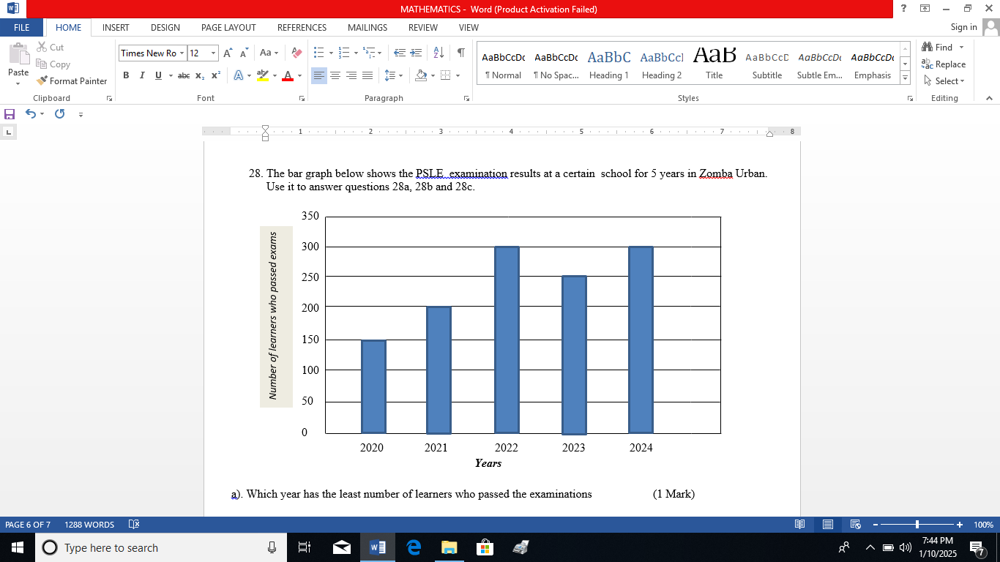 MATHEMATICS - Word (Product Activation Failed)
?
FILE HOME INSERT DESIGN PAGE LAYOUT REFERENCES MAILINGS REVIEW VIEW Sign in
Paste
Cut
Copy
Format Painter
Times New Ro 12 Aa
B I U abc x₂ x² A ab A
AaBbCcDc AaBbCcDc AaBbC AaBbCcI AaB AaBbCcD AaBbCcDc AaBbCcDc
¶ Normal ¶ No Spac... Heading 1 Heading 2 Title Subtitle Subtle Em... Emphasis
Find
Replace
Select
Clipboard Font Paragraph Styles Editing
1 2 3 4 5 6 7 8
28. The bar graph below shows the PSLE examination results at a certain school for 5 years in Zomba Urban.
Use it to answer questions 28a, 28b and 28c.
Number of learners who passed exams
350
300
250
200
150
100
50
0
2020 2021 2022 2023 2024
Years
a). Which year has the least number of learners who passed the examinations (1 Mark)
PAGE 6 OF 7 1288 WORDS 100%
Type here to search
7:44 PM
1/10/2025
7